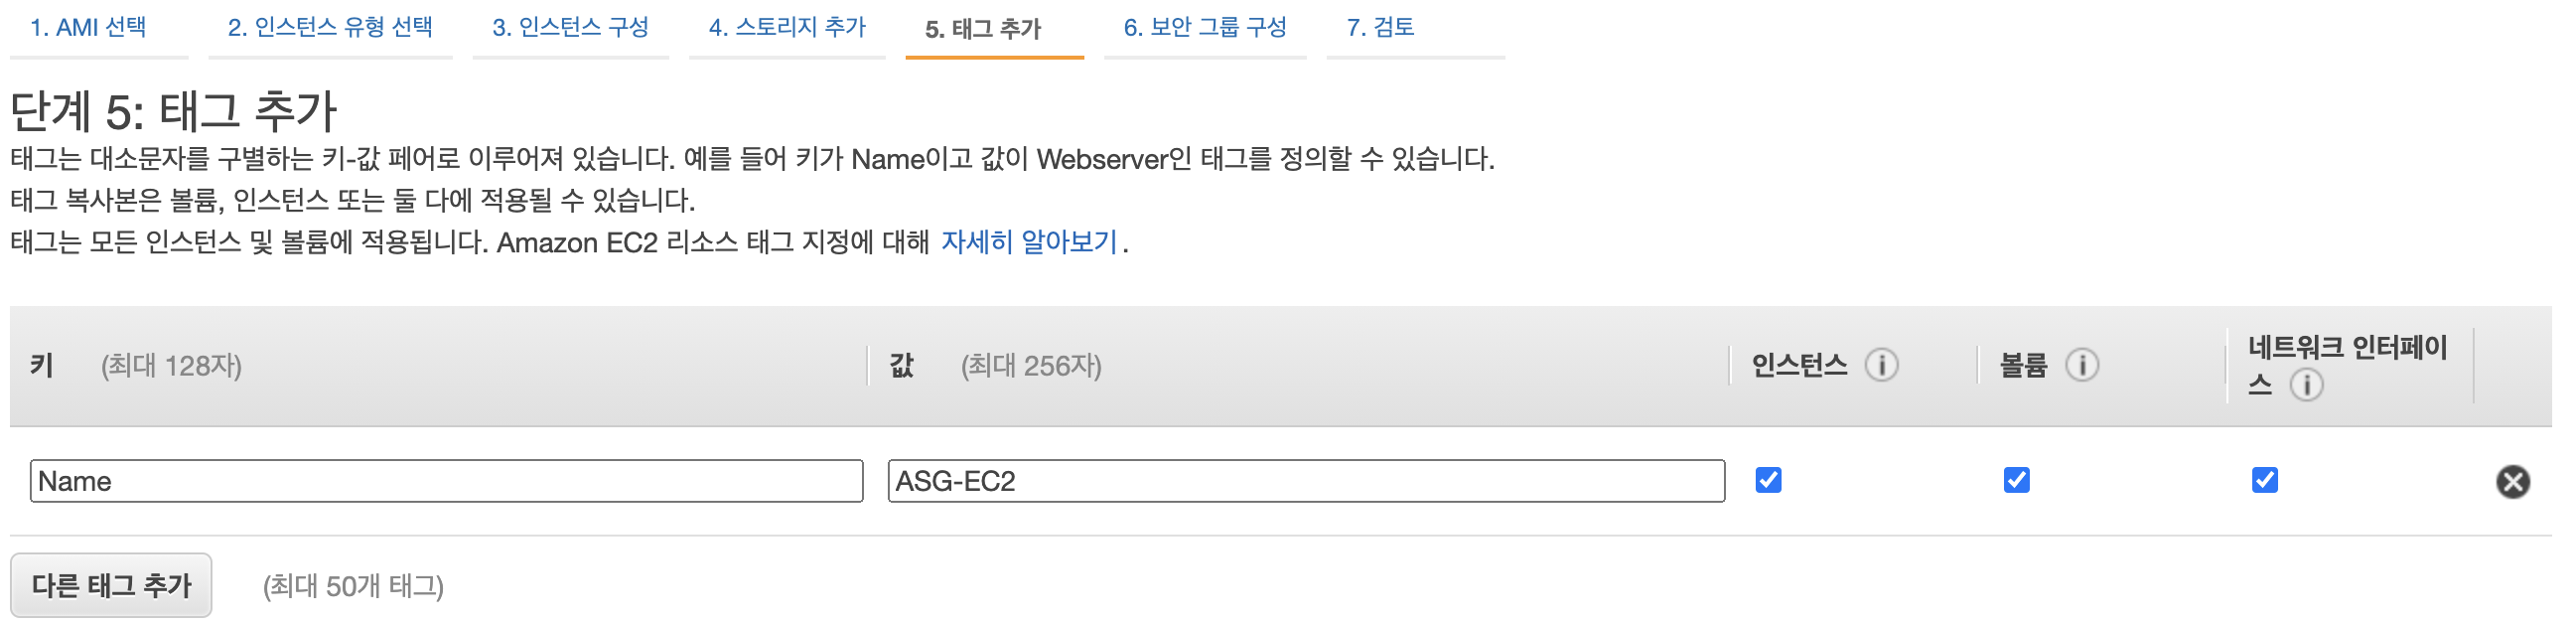 1. AMI 선택 2. 인스턴스 유형 선택 3. 인스턴스 구성 4. 스토리지 추가 5. 태그 추가 6. 보안 그룹 구성 7. 검토
단계 5: 태그 추가
태그는 대소문자를 구별하는 키-값 페어로 이루어져 있습니다. 예를 들어 키가 Name이고 값이 Webserver인 태그를 정의할 수 있습니다.
태그 복사본은 볼륨, 인스턴스 또는 둘 다에 적용될 수 있습니다.
태그는 모든 인스턴스 및 볼륨에 적용됩니다. Amazon EC2 리소스 태그 지정에 대해 자세히 알아보기.
키 (최대 128자) 값 (최대 256자) 인스턴스 볼륨 네트워크 인터페이
스
Name ASG-EC2
다른 태그 추가 (최대 50개 태그)